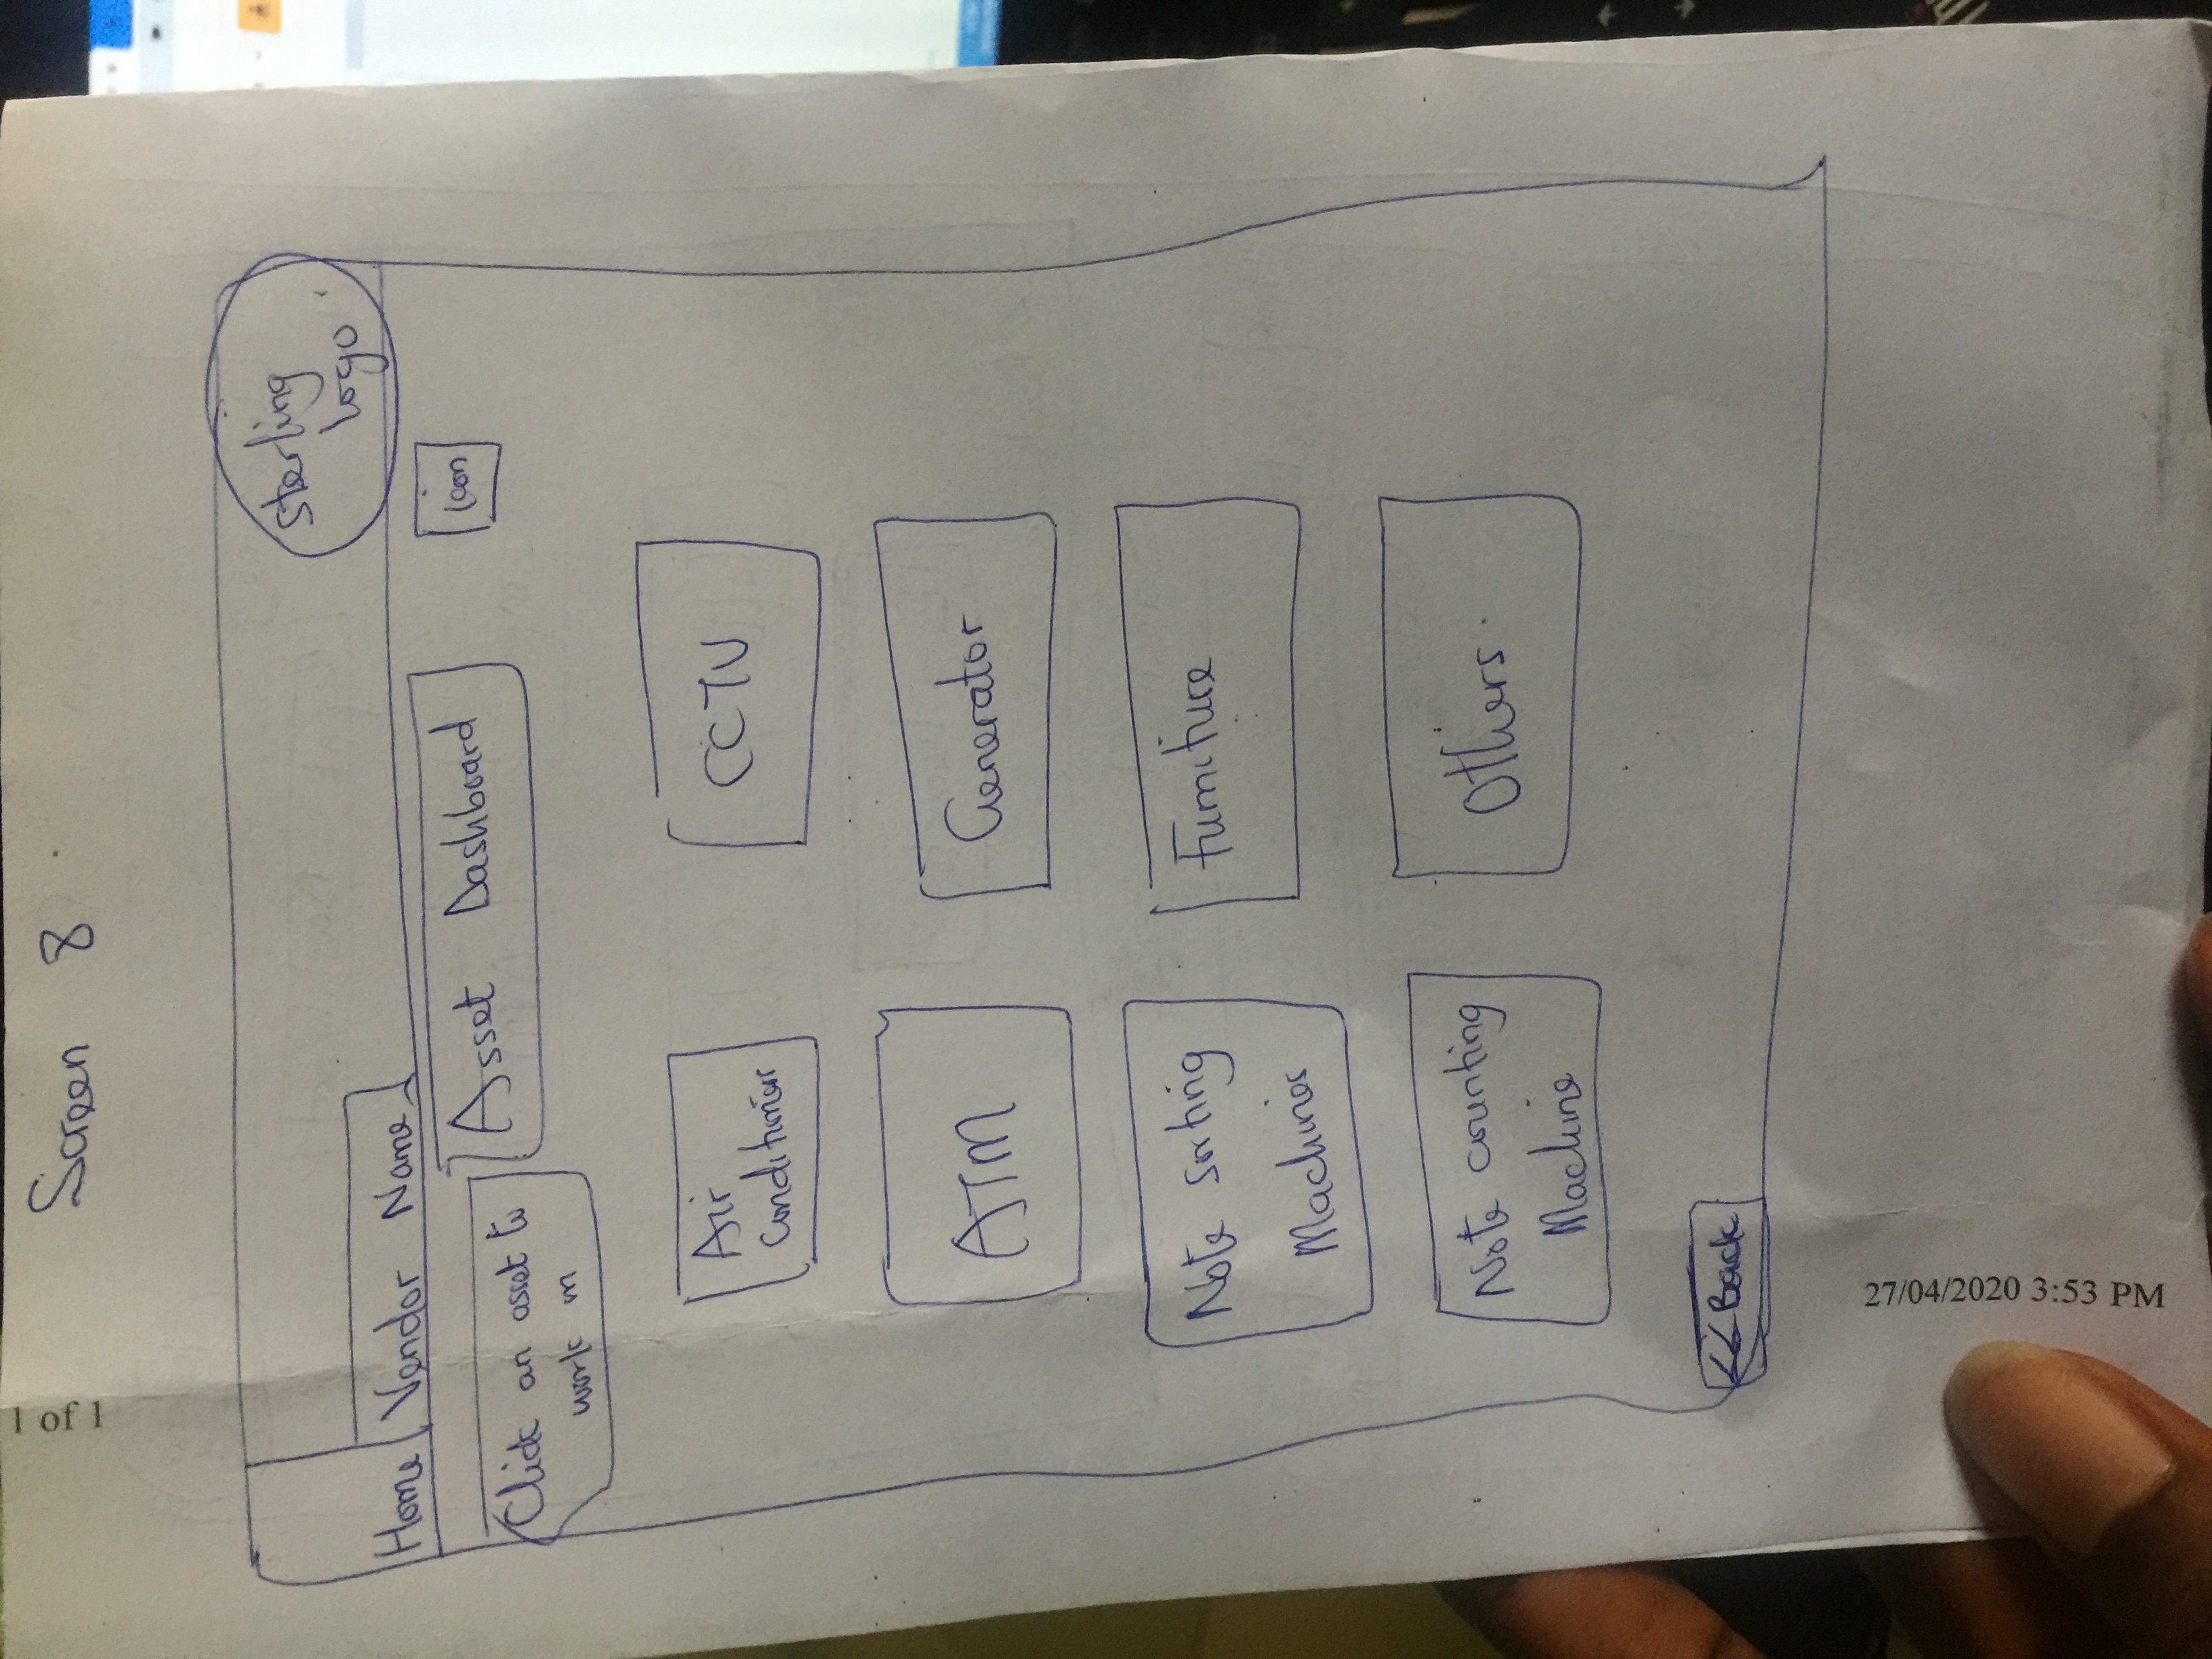 1 of 1
Screen 8
sterling
logo
Home
Vendor Name
Asset Dashboard
Icon
Click an asset to
work on
Air
Conditioner
CCTV
ATM
Generator
Note sorting
Machines
Furniture
Note counting
Machine
Others.
<< Back
27/04/2020 3:53 PM